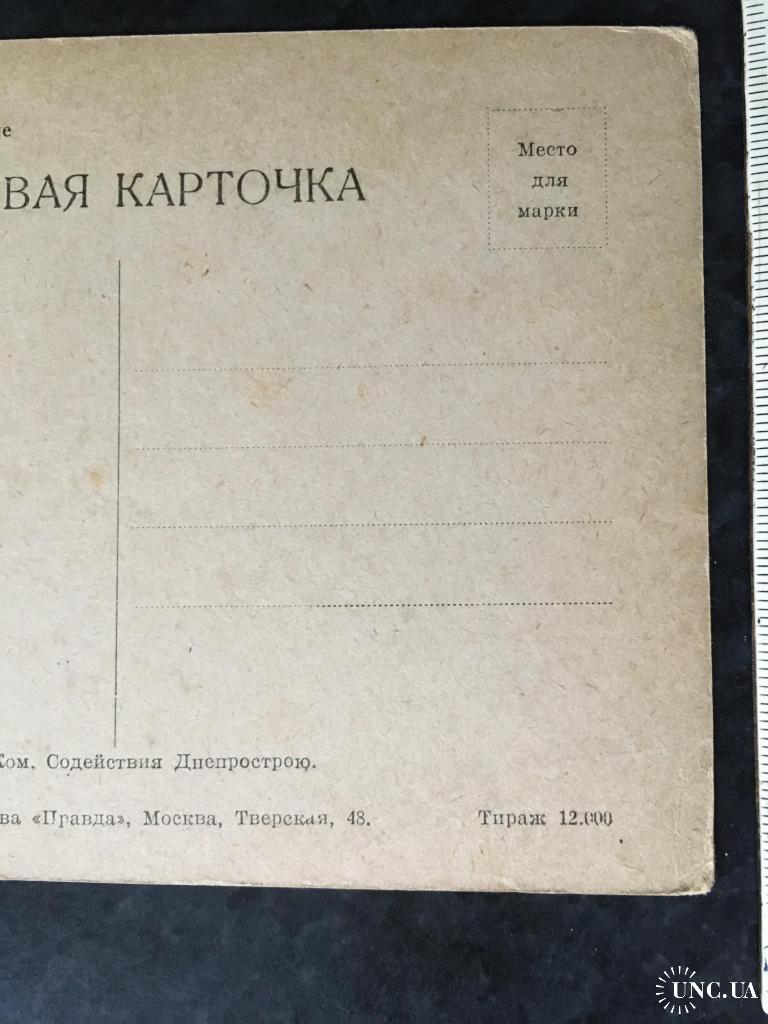 е
ВАЯ КАРТОЧКА
Место
для
марки
Ком. Содействия Днепрострою.
ва «Правда», Москва, Тверская, 48.
Тираж 12.000
UNC.UA